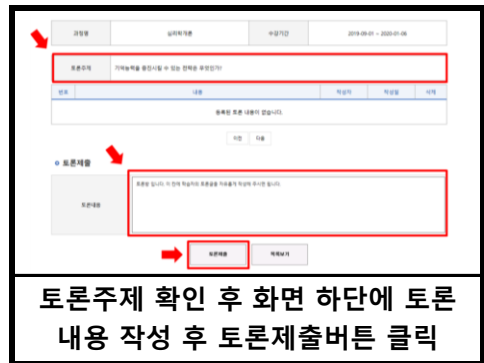 과정명 심리학개론 수강기간 2019-09-01 ~ 2020-01-06
토론주제 기억능력을 증진시킬 수 있는 전략은 무엇인가?
번호 내용 작성자 작성일 삭제
등록된 토론 내용이 없습니다.
이전 다음
토론제출
토론내용 토론방 입니다. 이 칸에 학습자의 토론글을 자유롭게 작성해 주시면 됩니다.
토론제출 목록보기
토론주제 확인 후 화면 하단에 토론
내용 작성 후 토론제출버튼 클릭